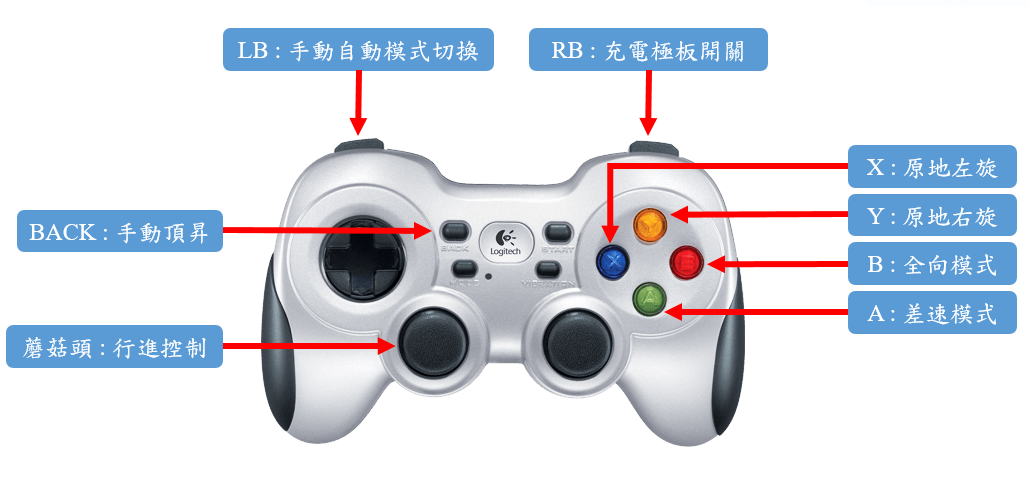 LB : 手動自動模式切換
RB : 充電極板開關
X : 原地左旋
Y : 原地右旋
BACK : 手動頂昇
B : 全向模式
A : 差速模式
蘑菇頭 : 行進控制
BACK
START
Logitech
MODE
VIBRATION
Y
X
B
A